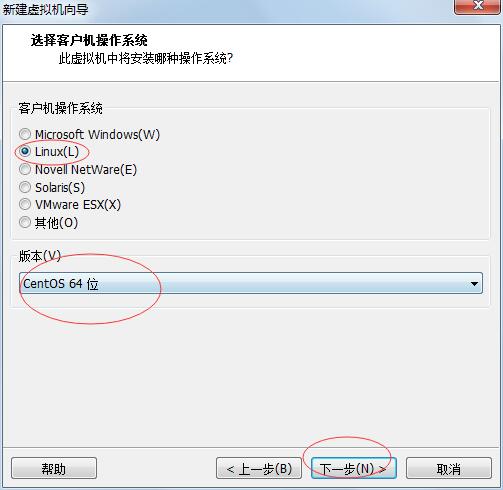 新建虚拟机向导
选择客户机操作系统
此虚拟机中将安装哪种操作系统?
客户机操作系统
Microsoft Windows(W)
Linux(L)
Novell NetWare(E)
Solaris(S)
VMware ESX(X)
其他(O)
版本(V)
CentOS 64 位
帮助
< 上一步(B)
下一步(N) >
取消